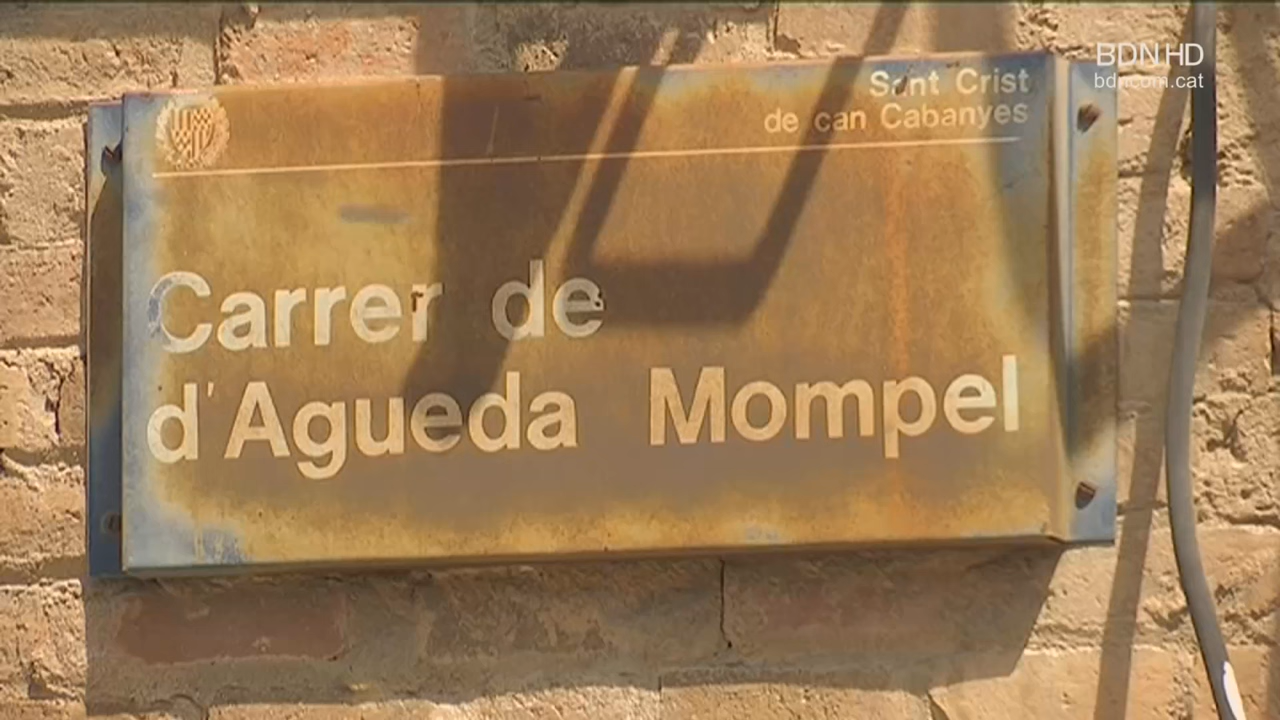 BDN HD
bdncom.cat
Sant Crist
de can Cabanyes
Carrer de
d'Agueda Mompel